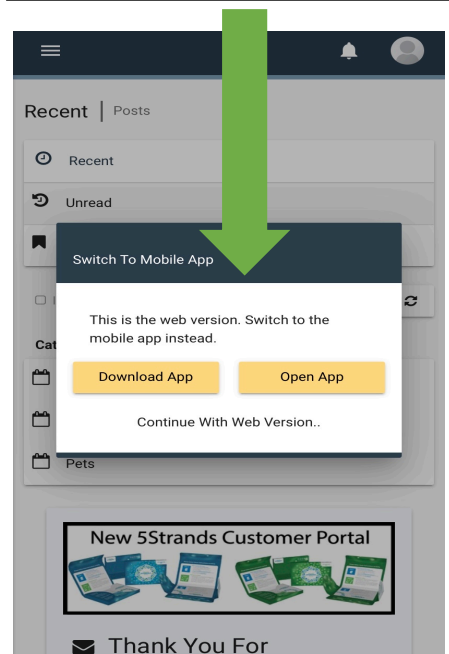 Recent | Posts
Recent
Unread
Switch To Mobile App
This is the web version. Switch to the
mobile app instead.
Download App
Open App
Continue With Web Version..
Cat
Pets
New 5Strands Customer Portal
Thank You For